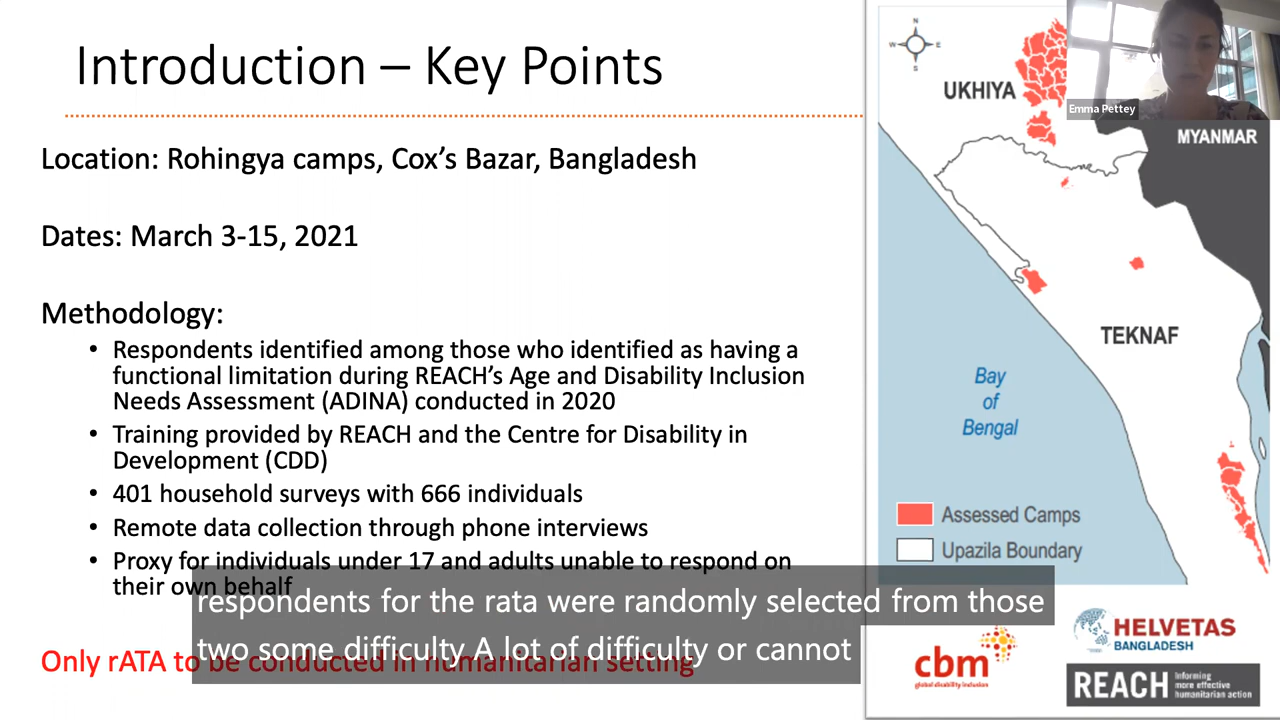 Introduction – Key Points
Location: Rohingya camps, Cox's Bazar, Bangladesh
Dates: March 3-15, 2021
Methodology:
• Respondents identified among those who identified as having a
functional limitation during REACH's Age and Disability Inclusion
Needs Assessment (ADINA) conducted in 2020
• Training provided by REACH and the Centre for Disability in
Development (CDD)
• 401 household surveys with 666 individuals
• Remote data collection through phone interviews
• Proxy for individuals under 17 and adults unable to respond on
their own behalf
Only rATA to be conducted in humanitarian setting
respondents for the rata were randomly selected from those
two some difficulty A lot of difficulty or cannot
N
W E
S
UKHIYA
Emma Pettey
MYANMAR
TEKNAF
Bay
of
Bengal
Assessed Camps
Upazila Boundary
cbm
global disability inclusion
HELVETAS
BANGLADESH
REACH Informing
more effective
humanitarian action